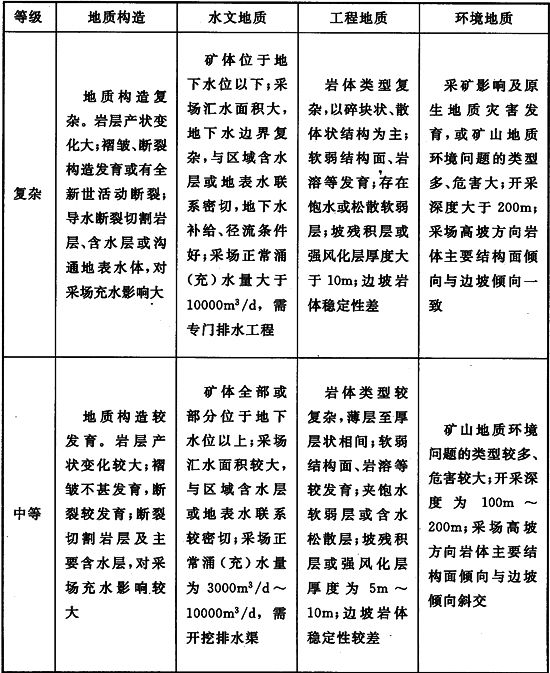 等级
地质构造
水文地质
工程地质
环境地质
复杂
地质构造复
杂。岩层产状变
化大;褶皱、断裂
构造发育或有全
新世活动断裂;
导水断裂切割岩
层、含水层或沟
通地表水体,对
采场充水影响大
矿体位于地
下水位以下;采
场汇水面积大,
地下水边界复
杂,与区域含水
层或地表水联
系密切,地下水
补给、径流条件
好;采场正常涌
(充)水量大于
10000m³/d,需
专门排水工程
岩体类型复
杂,以碎块状、散
体状结构为主;
软弱结构面、岩
溶等发育;存在
饱水或松散软弱
层;坡残积层或
强风化层厚度大
于10m;边坡岩
体稳定性差
采矿影响及原
生地质灾害发
育,或矿山地质
环境问题的类型
多、危害大;开采
深度大于200m;
采场高坡方向岩
体主要结构面倾
向与边坡倾向一
致
中等
地质构造较
发育。岩层产
状变化较大;褶
皱不甚发育,断
裂较发育;断裂
切割岩层及主
要含水层,对采
场充水影响较
大
矿体全部或
部分位于地下
水位以上;采场
汇水面积较大,
与区域含水层
或地表水联系
较密切;采场正
常涌(充)水量
为3000m³/d~
10000m³/d,需
开挖排水渠
岩体类型较
复杂,薄层至厚
层状相间;软弱
结构面、岩溶等
较发育;夹饱水
软弱层或含水
松散层;坡残积
层或强风化层
厚度为5m~
10m;边坡岩体
稳定性较差
矿山地质环境
问题的类型较多、
危害较大;开采深
度为100m~
200m;采场高坡
方向岩体主要结
构面倾向与边坡
倾向斜交